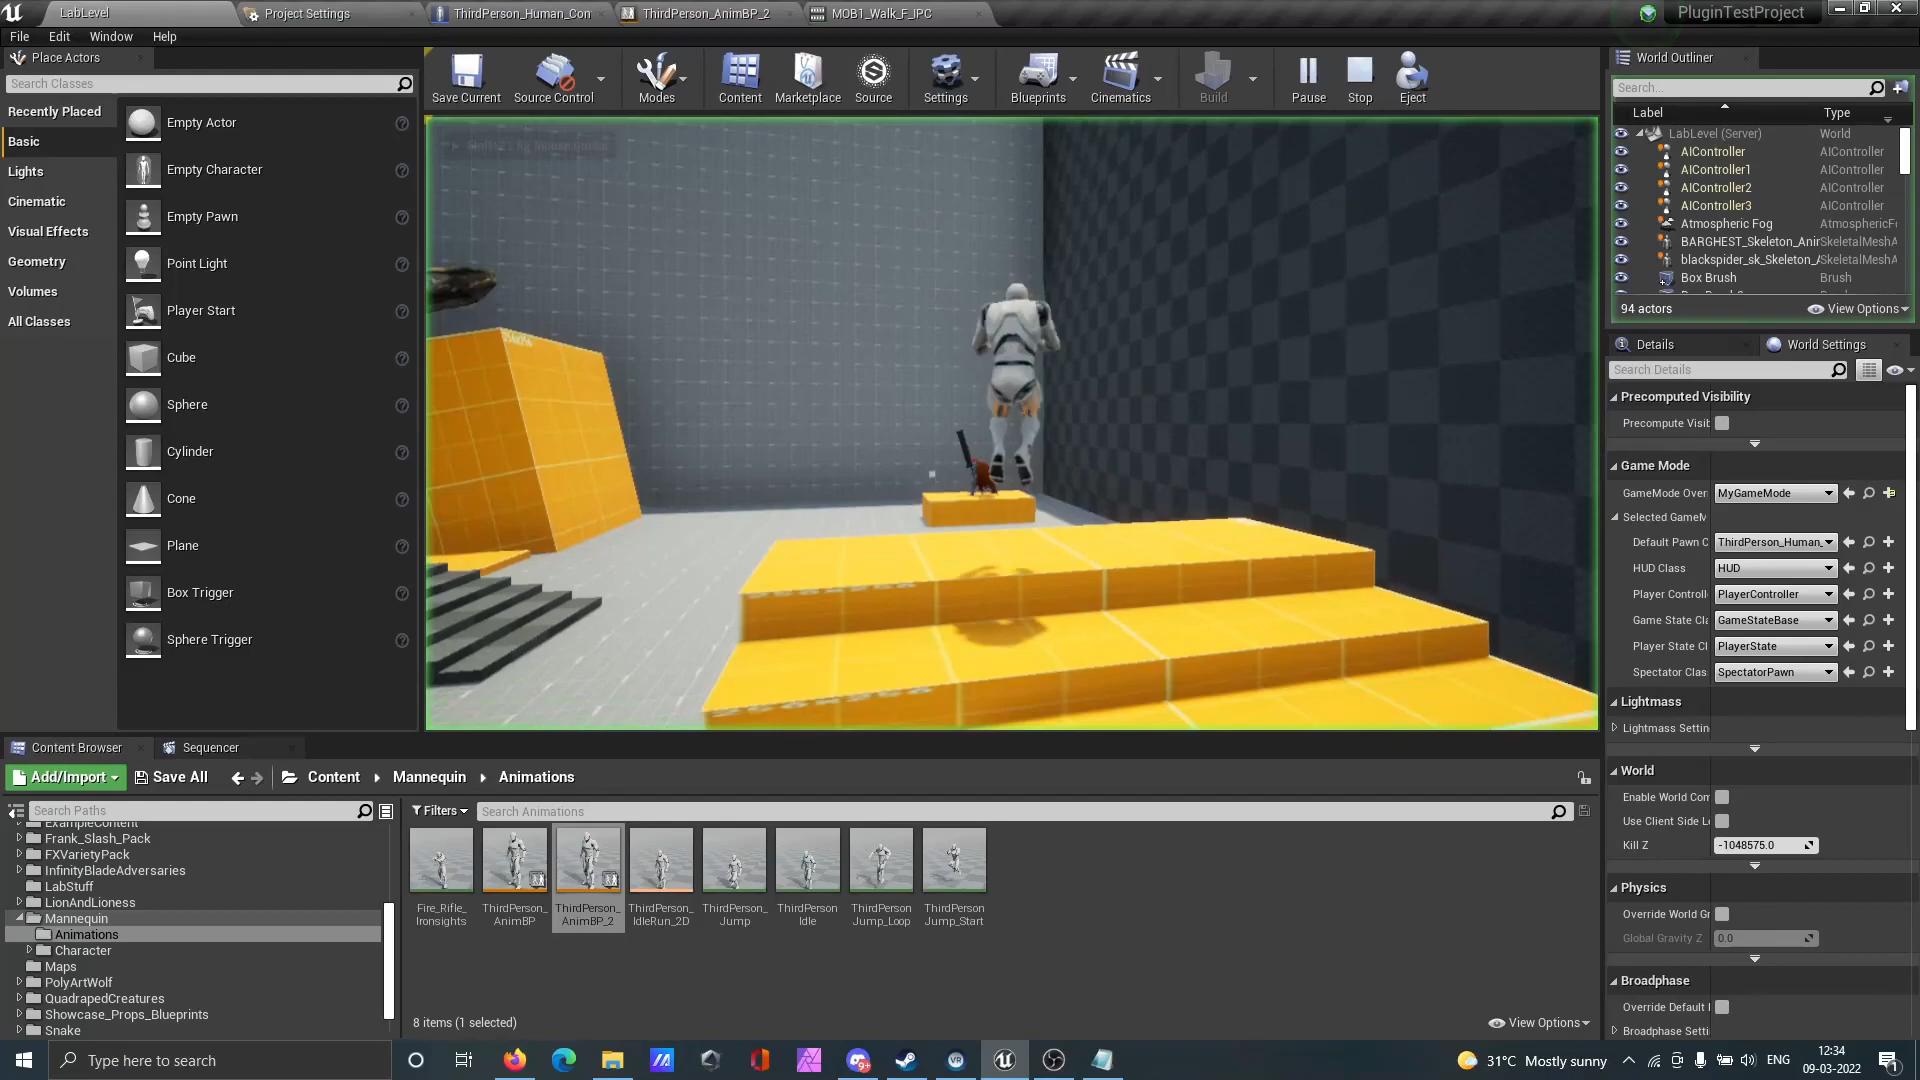 LabLevel
Project Settings
ThirdPerson_Human_Con
ThirdPerson_AnimBP_2
MOB1_Walk_F_IPC
PluginTestProject
File
Edit
Window
Help
Place Actors
Search Classes
Recently Placed
Basic
Lights
Cinematic
Visual Effects
Geometry
Volumes
All Classes
Empty Actor
Empty Character
Empty Pawn
Point Light
Player Start
Cube
Sphere
Cylinder
Cone
Plane
Box Trigger
Sphere Trigger
Save Current
Source Control
Modes
Content
Marketplace
Source
Settings
Blueprints
Cinematics
Build
Pause
Stop
Eject
World Outliner
Search...
Label
Type
LabLevel (Server) World
AIController AIController
AIController1 AIController
AIController2 AIController
AIController3 AIController
Atmospheric Fog AtmosphericFo
BARGHEST_Skeleton_Anir SkeletalMeshA
blackspider_sk_Skeleton_A SkeletalMeshA
Box Brush Brush
94 actors
View Options
Details
World Settings
Search Details
Precomputed Visibility
Precompute Visib
Game Mode
GameMode Over MyGameMode
Selected GameM
Default Pawn C ThirdPerson_Human_
HUD Class HUD
Player Controll PlayerController
Game State Cla GameStateBase
Player State Cl PlayerState
Spectator Clas SpectatorPawn
Lightmass
Lightmass Settin
World
Enable World Com
Use Client Side Le
Kill Z -1048575.0
Physics
Override World Gr
Global Gravity Z 0.0
Broadphase
Override Default
Broadphase Setti
Content Browser
Sequencer
Add/Import
Save All
Content
Mannequin
Animations
Search Paths
Filters
Search Animations
ExampleContent
Frank_Slash_Pack
FXVarietyPack
InfinityBladeAdversaries
LabStuff
LionAndLioness
Mannequin
Animations
Character
Maps
PolyArtWolf
QuadrapedCreatures
Showcase_Props_Blueprints
Snake
Fire_Rifle_
Ironsights
ThirdPerson_
AnimBP
ThirdPerson_
AnimBP_2
ThirdPerson_
IdleRun_2D
ThirdPerson_
Jump
ThirdPerson
Idle
ThirdPerson
Jump_Loop
ThirdPerson
Jump_Start
8 items (1 selected)
View Options
Type here to search
9+
VR
31°C Mostly sunny
ENG
12:34
09-03-2022
1